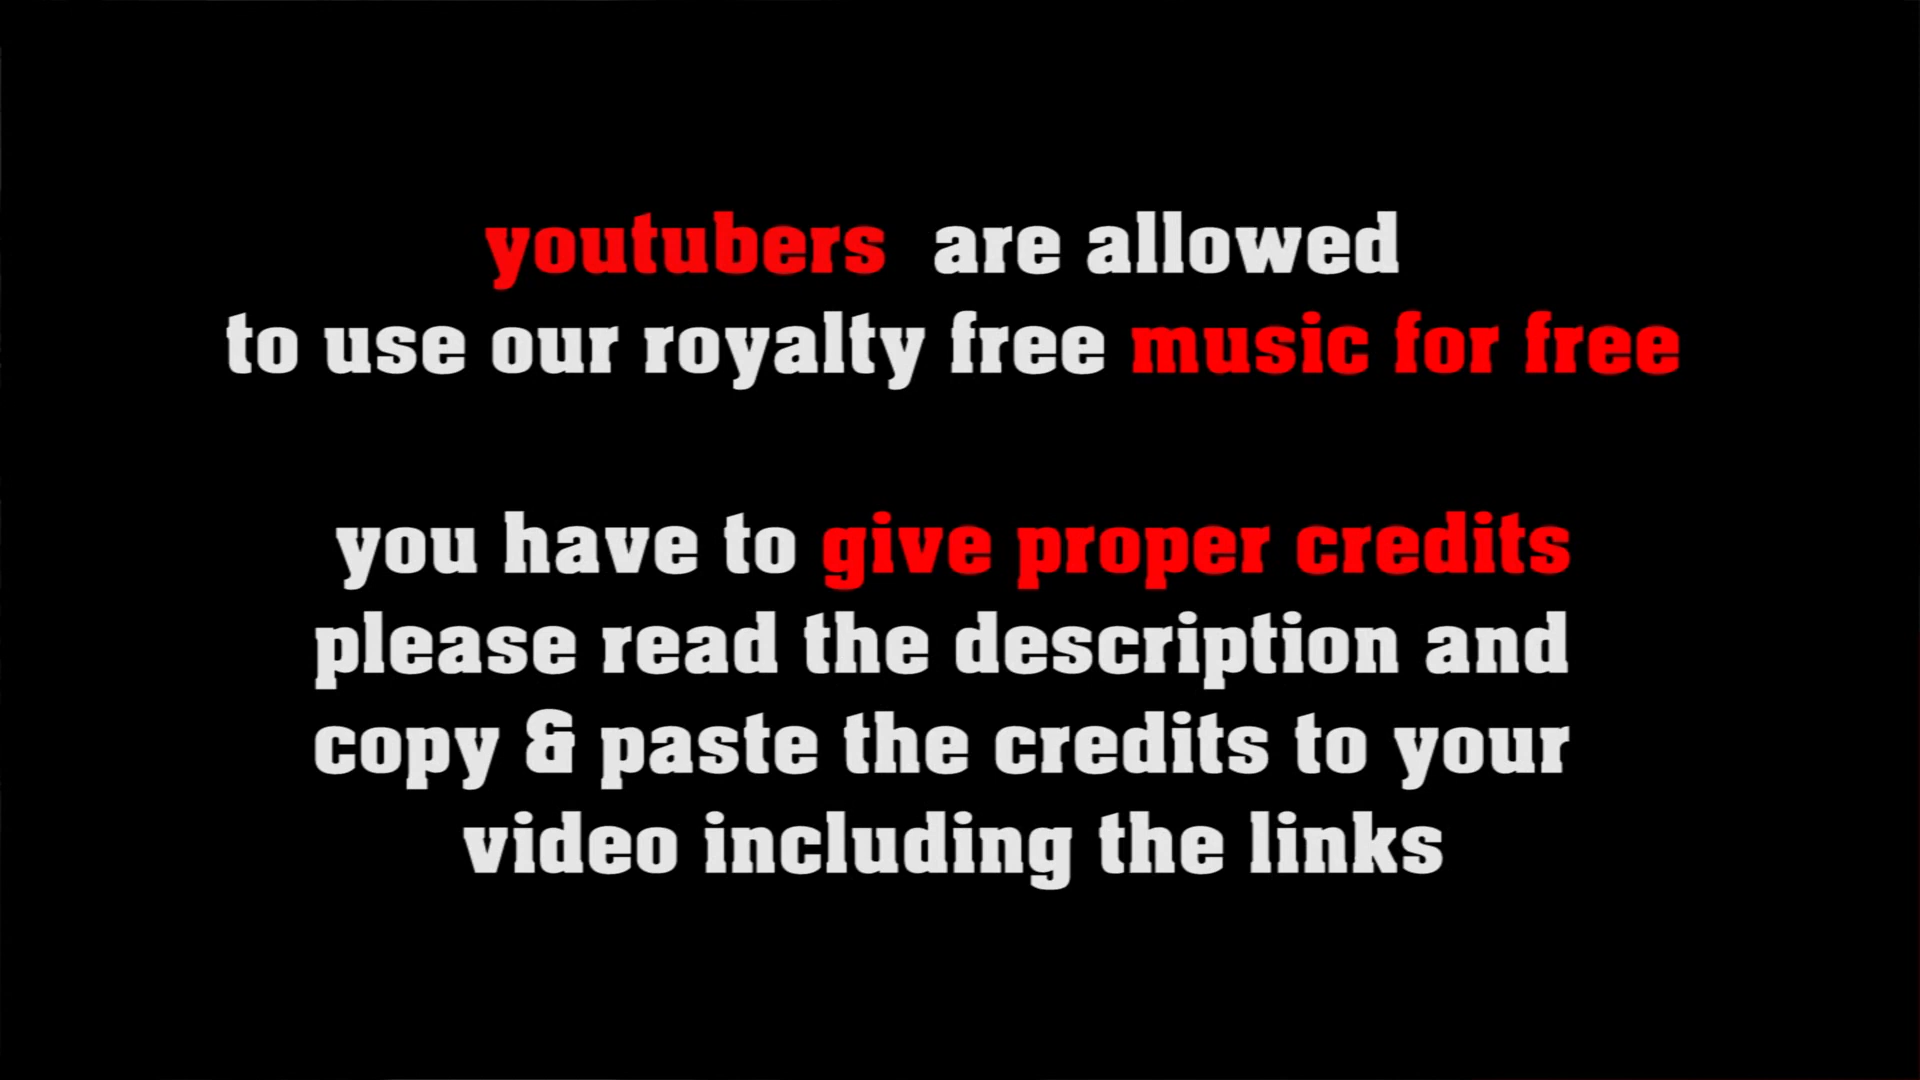 youtubers are allowed
to use our royalty free music for free
you have to give proper credits
please read the description and
copy & paste the credits to your
video including the links